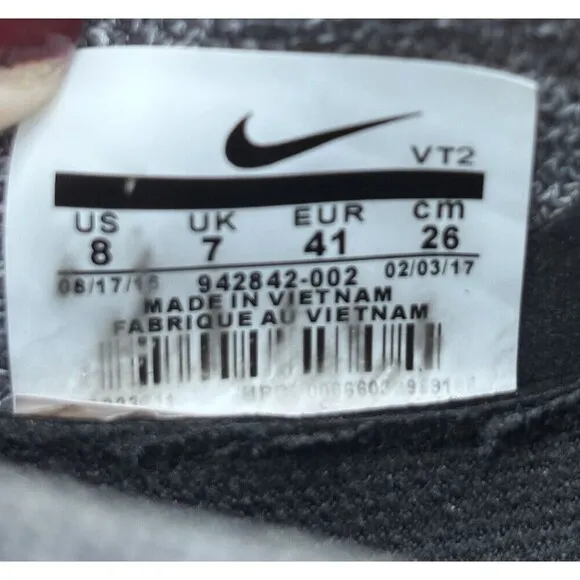 VT2
US UK EUR cm
8 7 41 26
942842-002 02/03/17
MADE IN VIETNAM
FABRIQUE AU VIETNAM